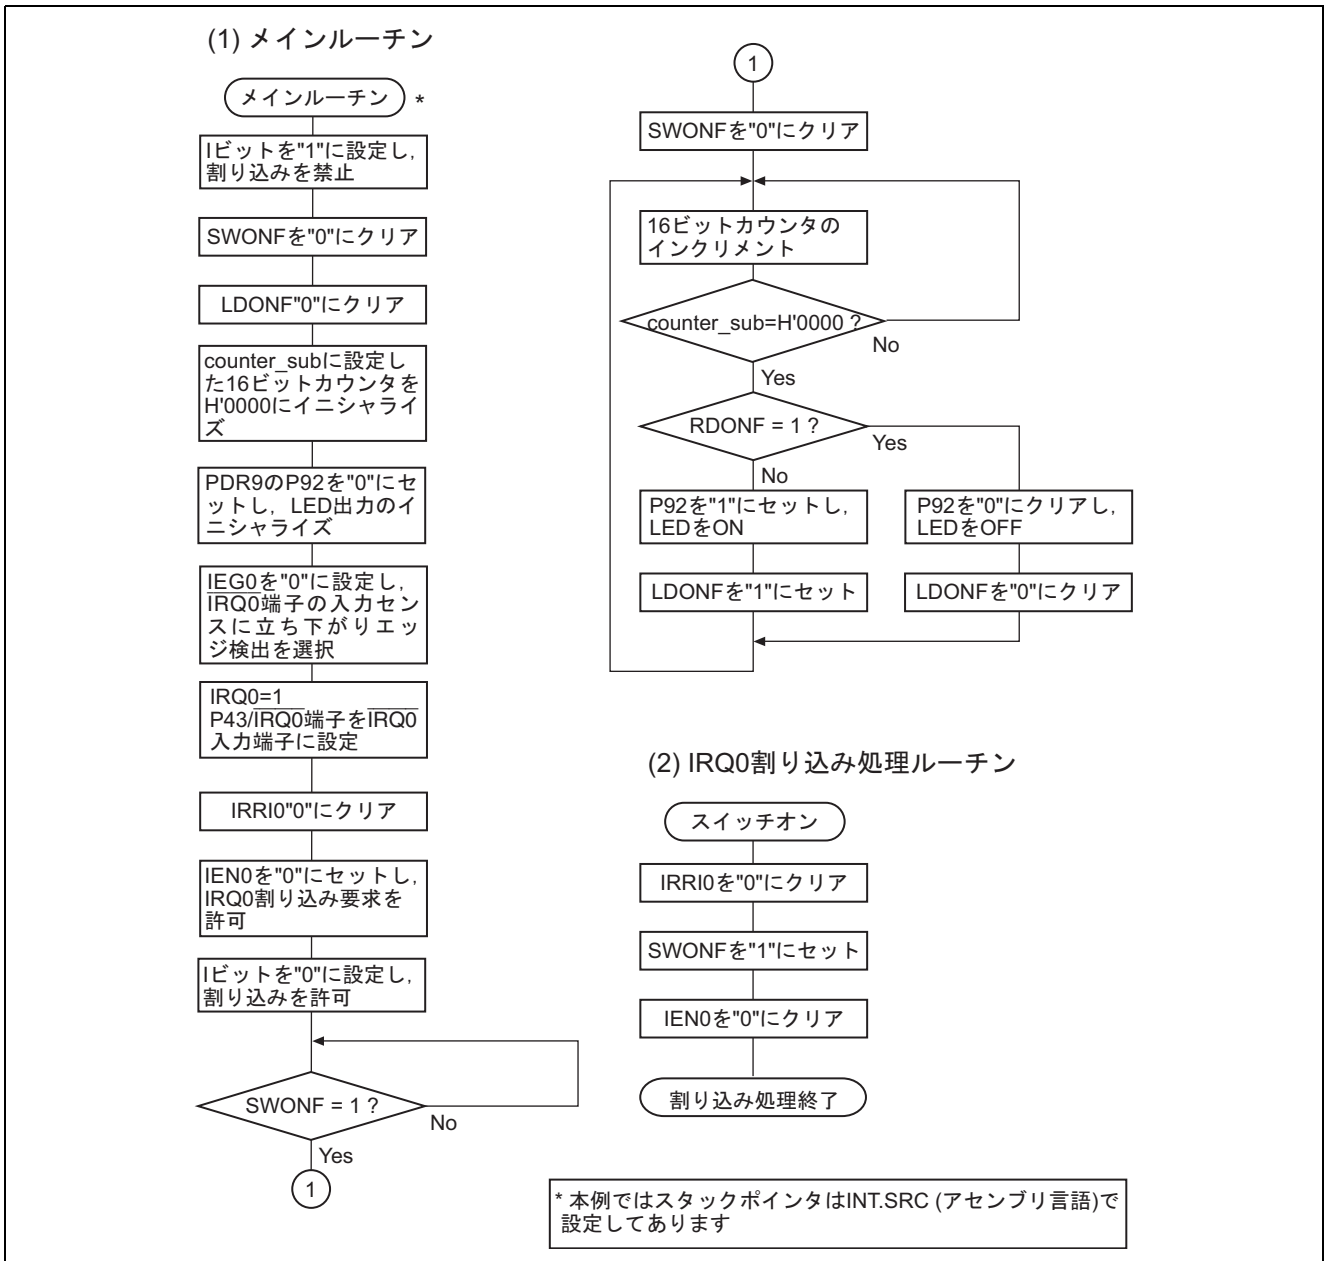 (1) メインルーチン
メインルーチン
*
Iビットを"1"に設定し,
割り込みを禁止
SWONFを"0"にクリア
LDONF"0"にクリア
counter_subに設定し
た16ビットカウンタを
H'0000にイニシャライ
ズ
PDR9のP92を"0"にセ
ットし, LED出力のイ
ニシャライズ
IEG0を"0"に設定し,
IRQ0端子の入力セン
スに立ち下がりエッ
ジ検出を選択
IRQ0=1
P43/IRQ0端子をIRQ0
入力端子に設定
IRRI0"0"にクリア
IEN0を"0"にセットし,
IRQ0割り込み要求を
許可
Iビットを"0"に設定し,
割り込みを許可
SWONF = 1 ?
No
Yes
1
1
SWONFを"0"にクリア
16ビットカウンタの
インクリメント
counter_sub=H'0000 ?
No
Yes
RDONF = 1 ?
Yes
No
P92を"1"にセットし,
LEDをON
P92を"0"にクリアし,
LEDをOFF
LDONFを"1"にセット
LDONFを"0"にクリア
(2) IRQ0割り込み処理ルーチン
スイッチオン
IRRI0を"0"にクリア
SWONFを"1"にセット
IEN0を"0"にクリア
割り込み処理終了
* 本例ではスタックポインタはINT.SRC (アセンブリ言語)で
設定してあります